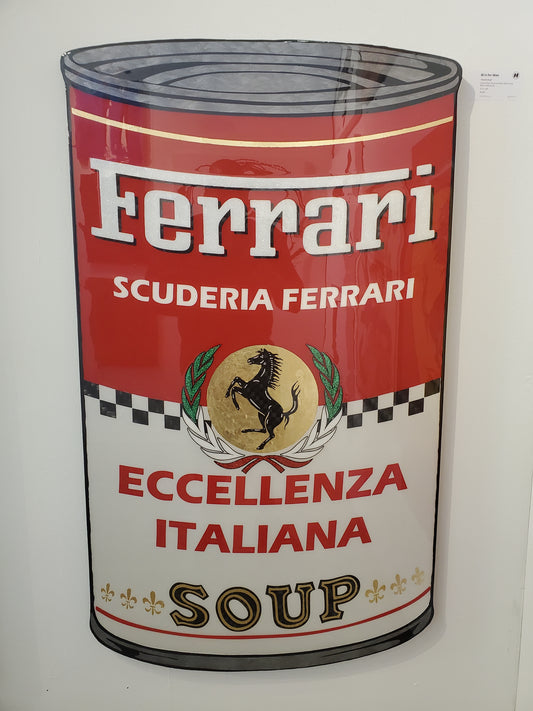 Ferrari
SCUDERIA FERRARI
ECCELLENZA
ITALIANA
SOUP